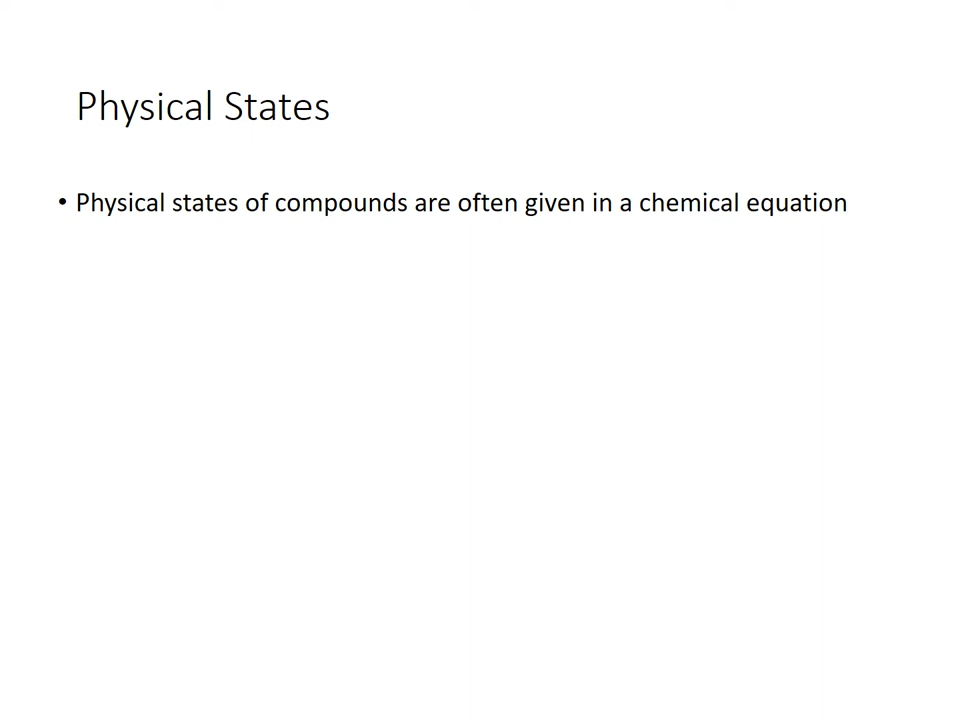 Physical States
• Physical states of compounds are often given in a chemical equation